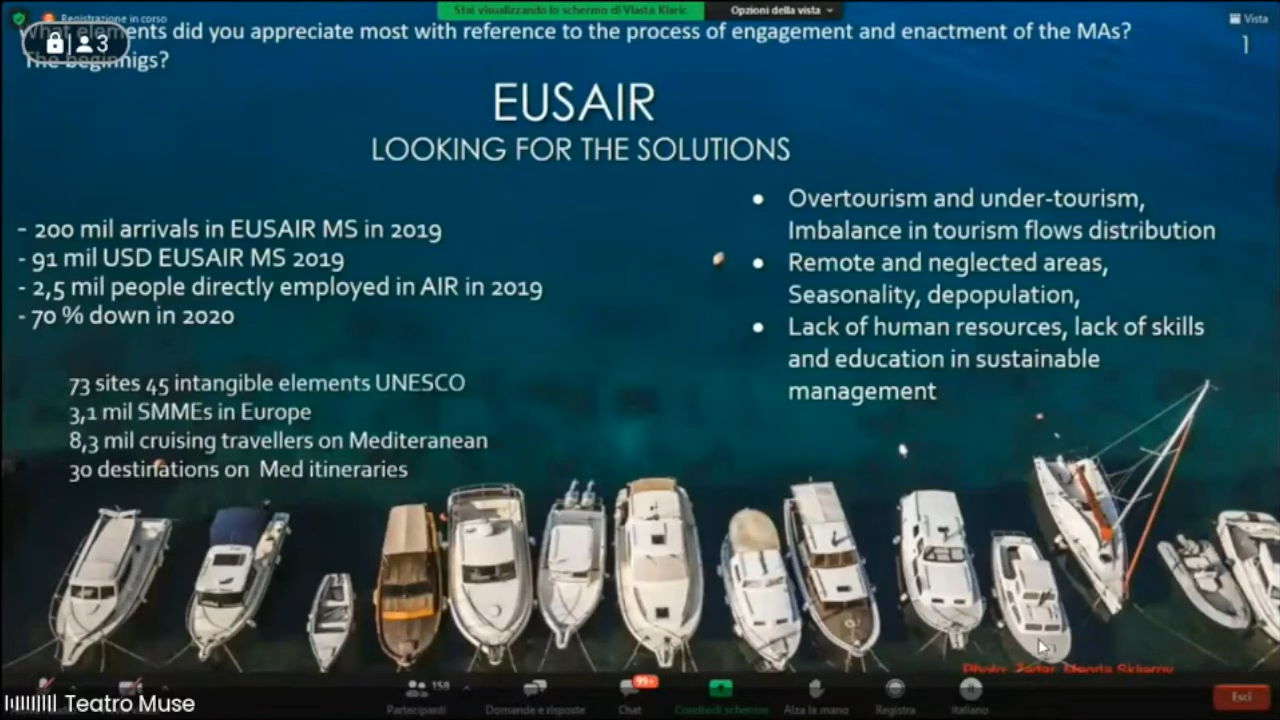 Registrazione in corso
Stai visualizzando lo schermo di Vlasta Klaric
Opzioni della vista
Vista
What elements did you appreciate most with reference to the process of engagement and enactment of the MAs?
3
1
The beginnigs?
EUSAIR
LOOKING FOR THE SOLUTIONS
- 200 mil arrivals in EUSAIR MS in 2019
- 91 mil USD EUSAIR MS 2019
- 2,5 mil people directly employed in AIR in 2019
- 70 % down in 2020
73 sites 45 intangible elements UNESCO
3,1 mil SMMEs in Europe
8,3 mil cruising travellers on Mediteranean
30 destinations on Med itineraries
• Overtourism and under-tourism,
Imbalance in tourism flows distribution
• Remote and neglected areas,
Seasonality, depopulation,
• Lack of human resources, lack of skills
and education in sustainable
management
Photo: Zadar, Magda Skjerny
158
99+
Partecipanti
Domande e risposte
Chat
Condividi schermo
Alza la mano
Registra
Italiano
Esci
Teatro Muse